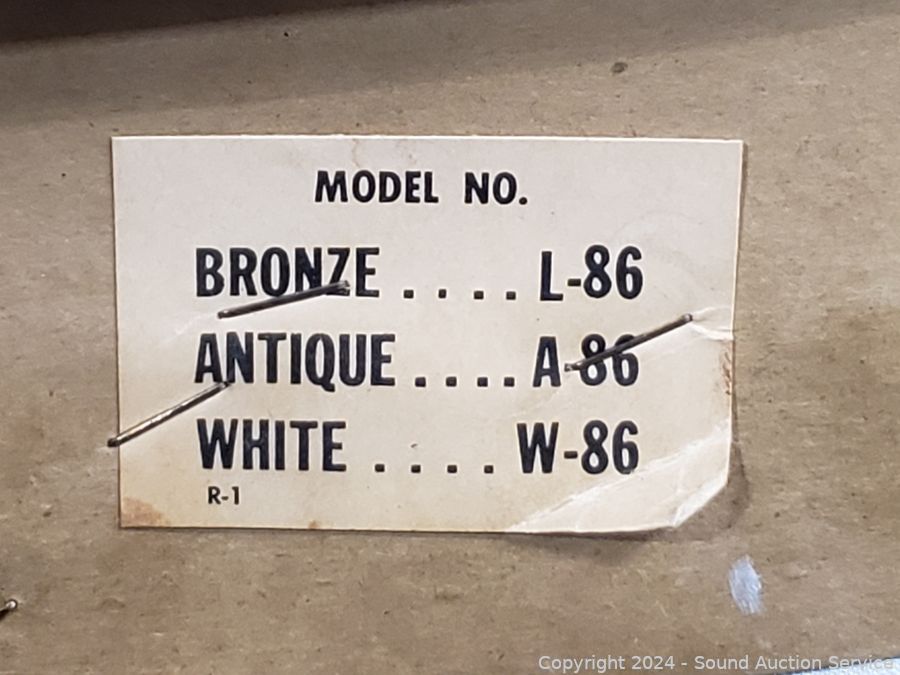 MODEL NO.
BRONZE . . . . L-86
ANTIQUE . . . . A-86
WHITE . . . . W-86
R-1
Copyright 2024 - Sound Auction Service